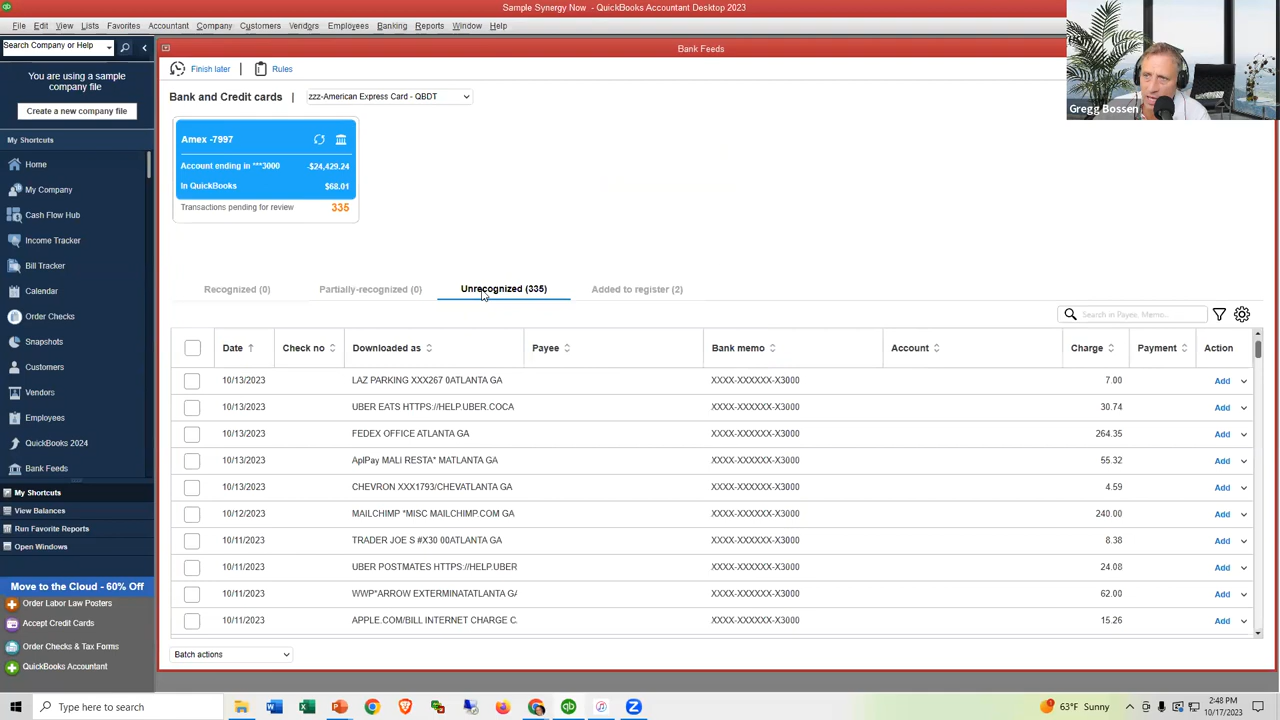 Sample Synergy Now - QuickBooks Accountant Desktop 2023
File Edit View Lists Favorites Accountant Company Customers Vendors Employees Banking Reports Window Help
Search Company or Help
Bank Feeds
Finish later | Rules
You are using a sample
company file
Create a new company file
Bank and Credit cards | zzz-American Express Card - QBDT
Gregg Bossen
My Shortcuts
Home
My Company
Cash Flow Hub
Income Tracker
Bill Tracker
Calendar
Order Checks
Snapshots
Customers
Vendors
Employees
QuickBooks 2024
Bank Feeds
My Shortcuts
View Balances
Run Favorite Reports
Open Windows
Move to the Cloud - 60% Off
Order Labor Law Posters
Accept Credit Cards
Order Checks & Tax Forms
QuickBooks Accountant
Amex -7997
Account ending in ***3000 -$24,429.24
In QuickBooks $68.01
Transactions pending for review 335
Recognized (0) Partially-recognized (0) Unrecognized (335) Added to register (2)
Search in Payee, Memo...
Date Check no Downloaded as Payee Bank memo Account Charge Payment Action
10/13/2023 LAZ PARKING XXX267 0ATLANTA GA XXXX-XXXXXX-X3000 7.00 Add
10/13/2023 UBER EATS HTTPS://HELP.UBER.COCA XXXX-XXXXXX-X3000 30.74 Add
10/13/2023 FEDEX OFFICE ATLANTA GA XXXX-XXXXXX-X3000 264.35 Add
10/13/2023 AplPay MALI RESTA* MATLANTA GA XXXX-XXXXXX-X3000 55.32 Add
10/13/2023 CHEVRON XXX1793/CHEVATLANTA GA XXXX-XXXXXX-X3000 4.59 Add
10/12/2023 MAILCHIMP *MISC MAILCHIMP.COM GA XXXX-XXXXXX-X3000 240.00 Add
10/11/2023 TRADER JOE S #X30 00ATLANTA GA XXXX-XXXXXX-X3000 8.38 Add
10/11/2023 UBER POSTMATES HTTPS://HELP.UBER XXXX-XXXXXX-X3000 24.08 Add
10/11/2023 WWP*ARROW EXTERMINATATLANTA GA XXXX-XXXXXX-X3000 62.00 Add
10/11/2023 APPLE.COM/BILL INTERNET CHARGE C. XXXX-XXXXXX-X3000 15.26 Add
Batch actions
Type here to search
63°F Sunny
2:48 PM
10/17/2023